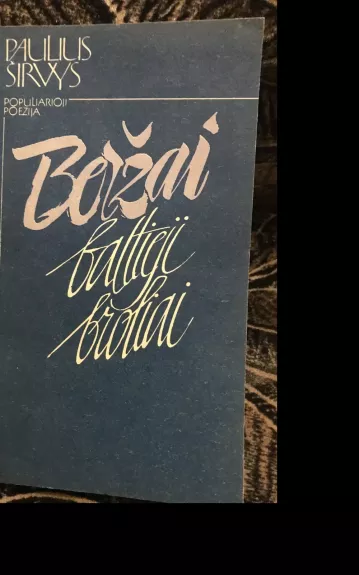 PAULIUS
ŠIRVYS
POPULIARIOJI
POEZIJA
Beržai
baltieji
broliai